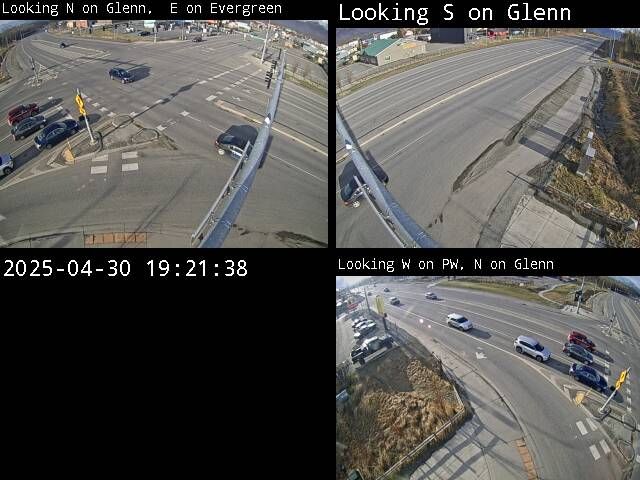 Looking N on Glenn,  E on Evergreen
Looking S on Glenn
2025-04-30 19:21:38
Looking W on PW, N on Glenn